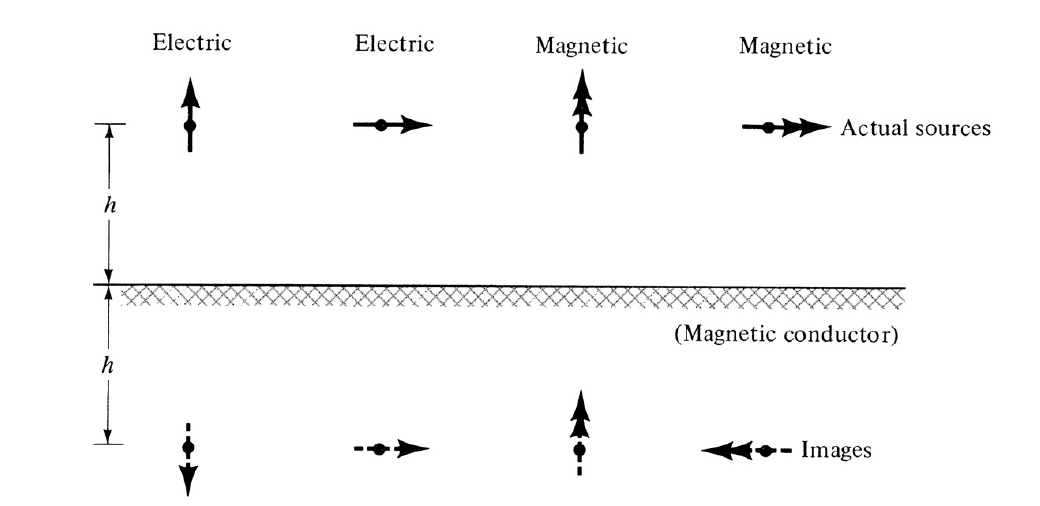 Electric
Electric
Magnetic
Magnetic
Actual sources
h
(Magnetic conductor)
h
Images